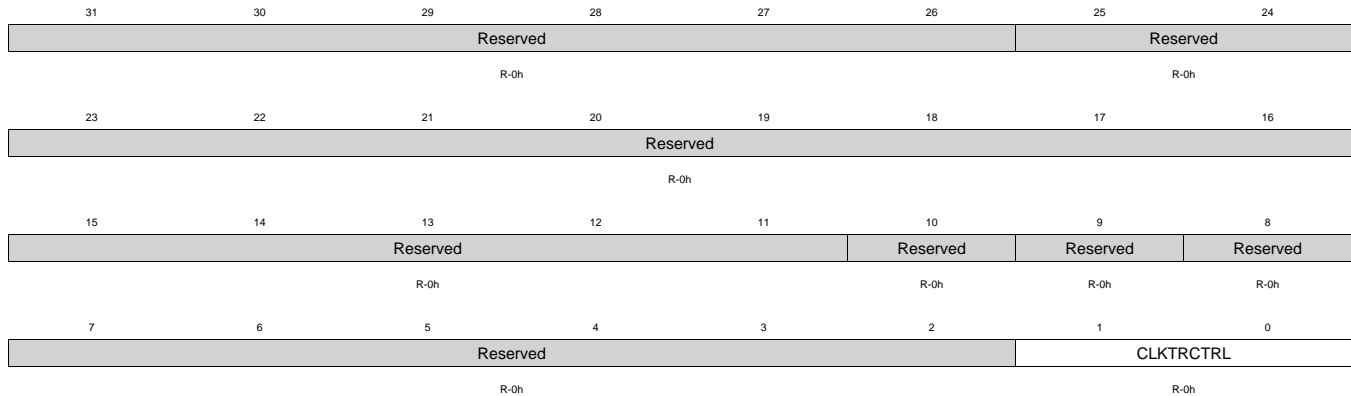 31 30 29 28 27 26 25 24
Reserved Reserved
R-0h R-0h
23 22 21 20 19 18 17 16
Reserved
R-0h
15 14 13 12 11 10 9 8
Reserved Reserved Reserved Reserved
R-0h R-0h R-0h R-0h
7 6 5 4 3 2 1 0
Reserved CLKTRCTRL
R-0h R-0h